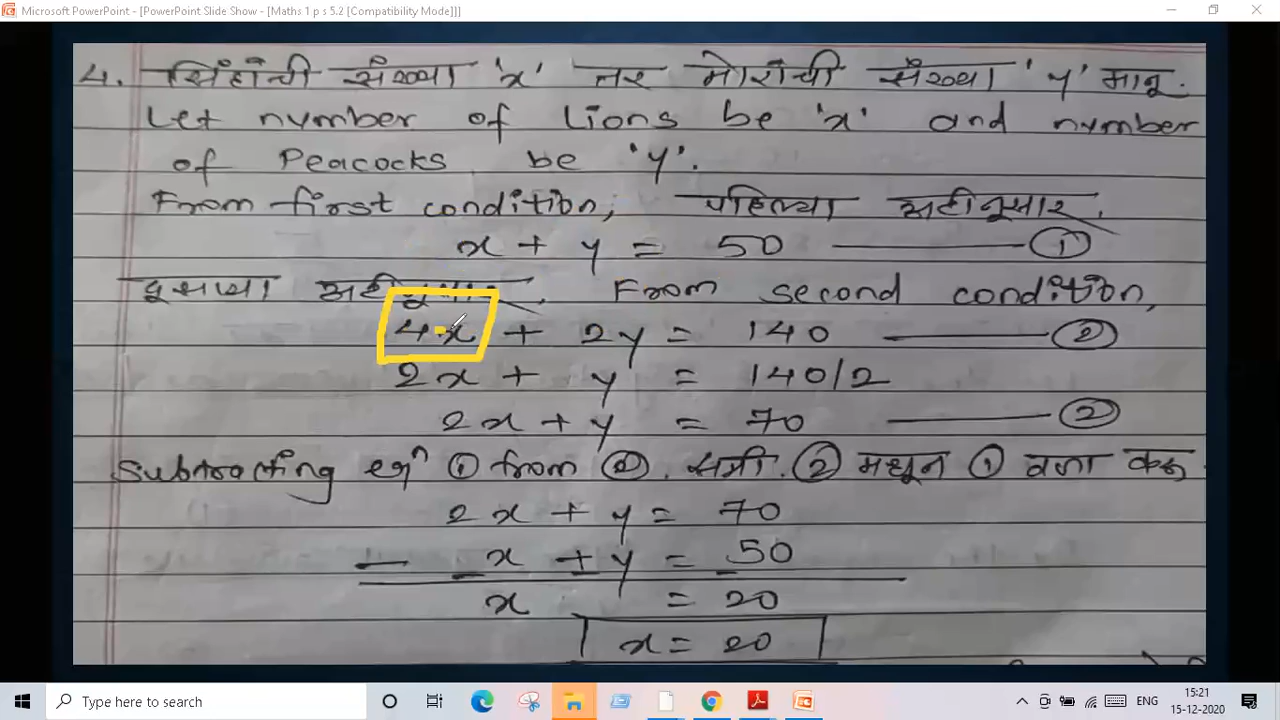 Microsoft PowerPoint - [PowerPoint Slide Show - [Maths 1 p s 5.2 [Compatibility Mode]]]
4. सिंहांची संख्या 'x' तर मोरांची संख्या 'y' मानू.
Let number of Lions be 'x' and number
of Peacocks be 'y'.
From first condition, पहिल्या अटीनुसार,
x + y = 50 ——— ①
दुसऱ्या अटीनुसार, From second condition,
4x + 2y = 140 ——— ②
2x + y = 140/2
2x + y = 70 ——— ②
Subtracting eqⁿ ① from ②. समी. ② मधून ① वजा करू.
2x + y = 70
— x + y = 50
x = 20
x = 20
Type here to search
ENG
15:21
15-12-2020